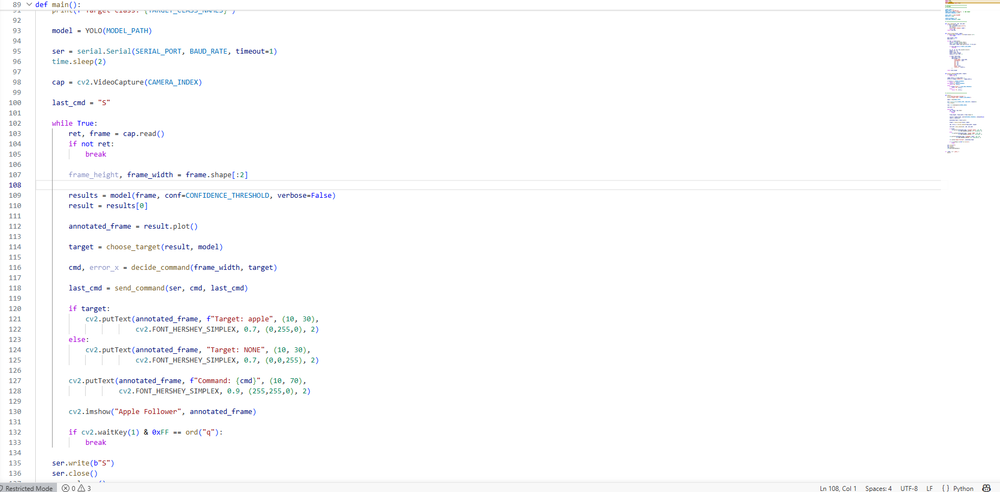 89 def main():
91 print(f"Target class: {TARGET_CLASS_NAMES}")
92
93 model = YOLO(MODEL_PATH)
94
95 ser = serial.Serial(SERIAL_PORT, BAUD_RATE, timeout=1)
96 time.sleep(2)
97
98 cap = cv2.VideoCapture(CAMERA_INDEX)
99
100 last_cmd = "S"
101
102 while True:
103 ret, frame = cap.read()
104 if not ret:
105 break
106
107 frame_height, frame_width = frame.shape[:2]
108
109 results = model(frame, conf=CONFIDENCE_THRESHOLD, verbose=False)
110 result = results[0]
111
112 annotated_frame = result.plot()
113
114 target = choose_target(result, model)
115
116 cmd, error_x = decide_command(frame_width, target)
117
118 last_cmd = send_command(ser, cmd, last_cmd)
119
120 if target:
121 cv2.putText(annotated_frame, f"Target: apple", (10, 30),
122 cv2.FONT_HERSHEY_SIMPLEX, 0.7, (0,255,0), 2)
123 else:
124 cv2.putText(annotated_frame, "Target: NONE", (10, 30),
125 cv2.FONT_HERSHEY_SIMPLEX, 0.7, (0,0,255), 2)
126
127 cv2.putText(annotated_frame, f"Command: {cmd}", (10, 70),
128 cv2.FONT_HERSHEY_SIMPLEX, 0.9, (255,255,0), 2)
129
130 cv2.imshow("Apple Follower", annotated_frame)
131
132 if cv2.waitKey(1) & 0xFF == ord("q"):
133 break
134
135 ser.write(b"S")
136 ser.close()
137
Restricted Mode 0 3 Ln 108, Col 1 Spaces: 4 UTF-8 LF { } Python